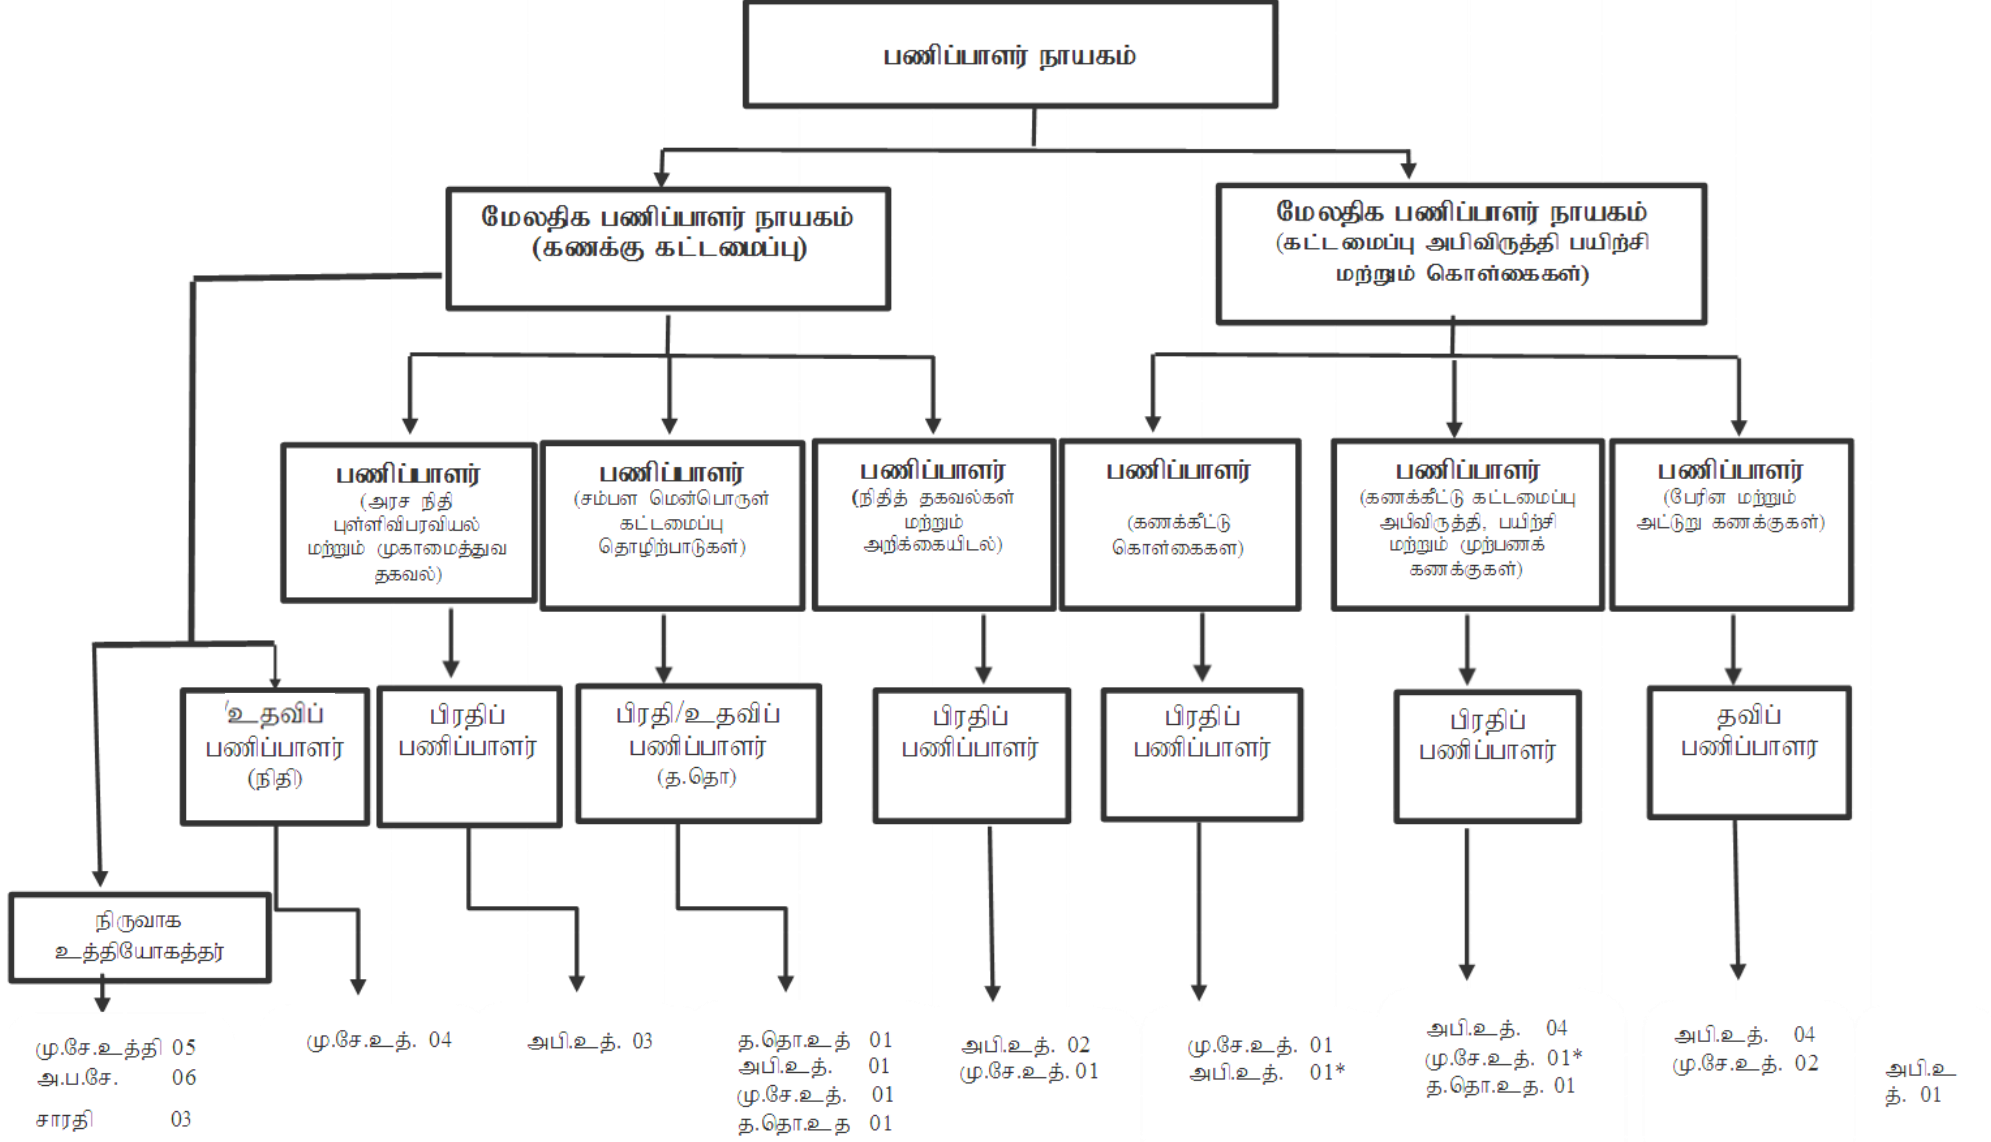 பணிப்பாளர் நாயகம்
மேலதிக பணிப்பாளர் நாயகம்
(கணக்கு கட்டமைப்பு)
மேலதிக பணிப்பாளர் நாயகம்
(கட்டமைப்பு அபிவிருத்தி பயிற்சி
மற்றும் கொள்கைகள்)
பணிப்பாளர்
(அரச நிதி
புள்ளிவிபரவியல்
மற்றும் முகாமைத்துவ
தகவல்)
பணிப்பாளர்
(சம்பள மென்பொருள்
கட்டமைப்பு
தொழிற்பாடுகள்)
பணிப்பாளர்
(நிதித் தகவல்கள்
மற்றும்
அறிக்கையிடல்)
பணிப்பாளர்
(கணக்கீட்டு
கொள்கைகள)
பணிப்பாளர்
(கணக்கீட்டு கட்டமைப்பு
அபிவிருத்தி, பயிற்சி
மற்றும் முற்பணக்
கணக்குகள்)
பணிப்பாளர்
(பேரின மற்றும்
அட்டுறு கணக்குகள்)
/உதவிப்
பணிப்பாளர்
(நிதி)
பிரதிப்
பணிப்பாளர்
பிரதி/உதவிப்
பணிப்பாளர்
(த.தொ)
பிரதிப்
பணிப்பாளர்
பிரதிப்
பணிப்பாளர்
பிரதிப்
பணிப்பாளர்
தவிப்
பணிப்பாளர
நிருவாக
உத்தியோகத்தர்
மு.சே.உத்தி 05
அ.ப.சே. 06
சாரதி 03
மு.சே.உத். 04
அபி.உத். 03
த.தொ.உத் 01
அபி.உத். 01
மு.சே.உத். 01
த.தொ.உத 01
அபி.உத். 02
மு.சே.உத். 01
மு.சே.உத். 01
அபி.உத். 01*
அபி.உத். 04
மு.சே.உத். 01*
த.தொ.உத. 01
அபி.உத். 04
மு.சே.உத். 02
அபி.உ
த். 01